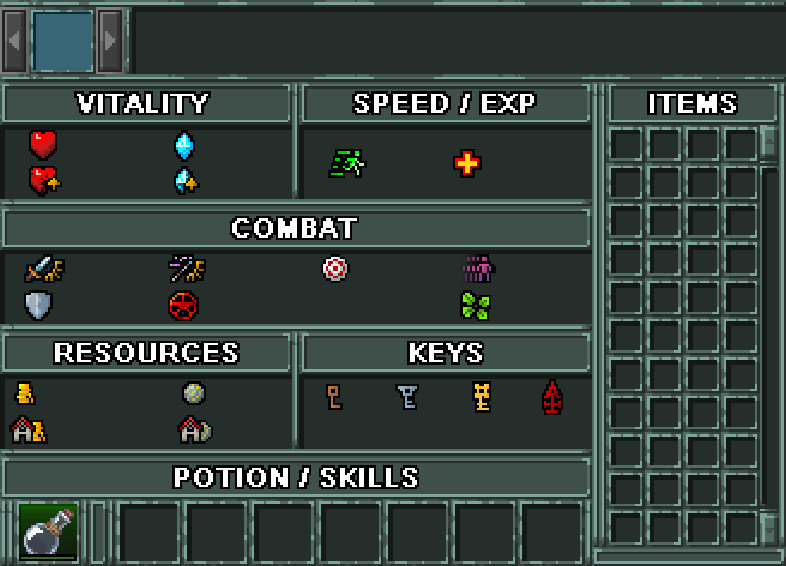 VITALITY
SPEED / EXP
ITEMS
COMBAT
RESOURCES
KEYS
POTION / SKILLS